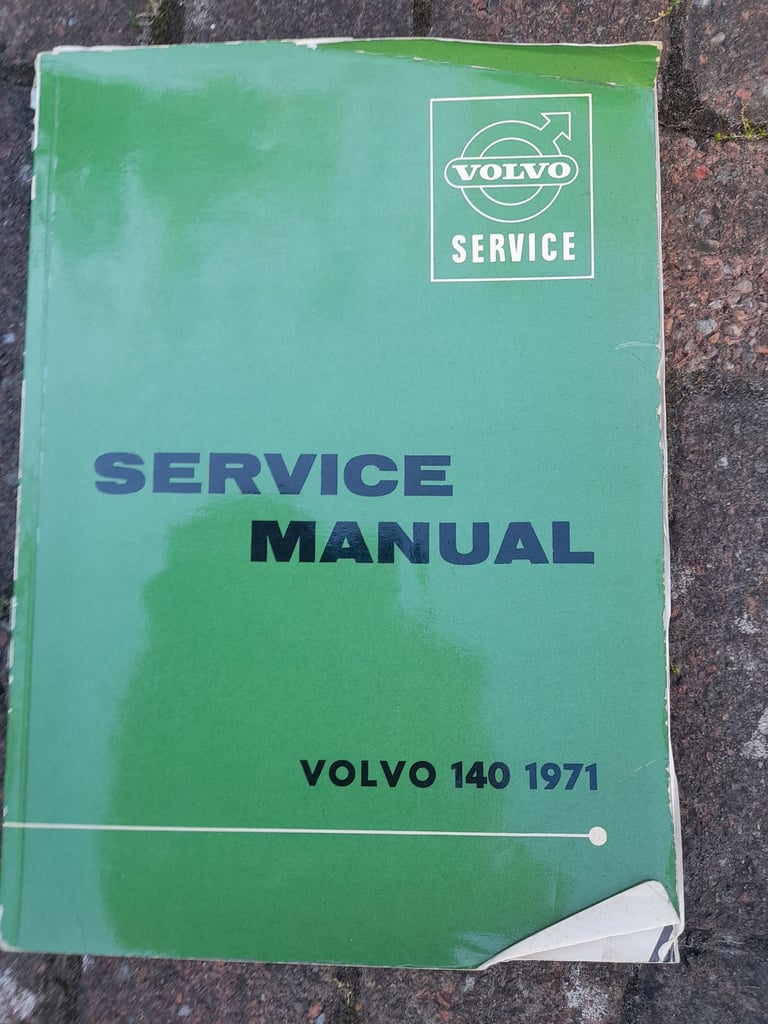 VOLVO
SERVICE
SERVICE
MANUAL
VOLVO 140 1971